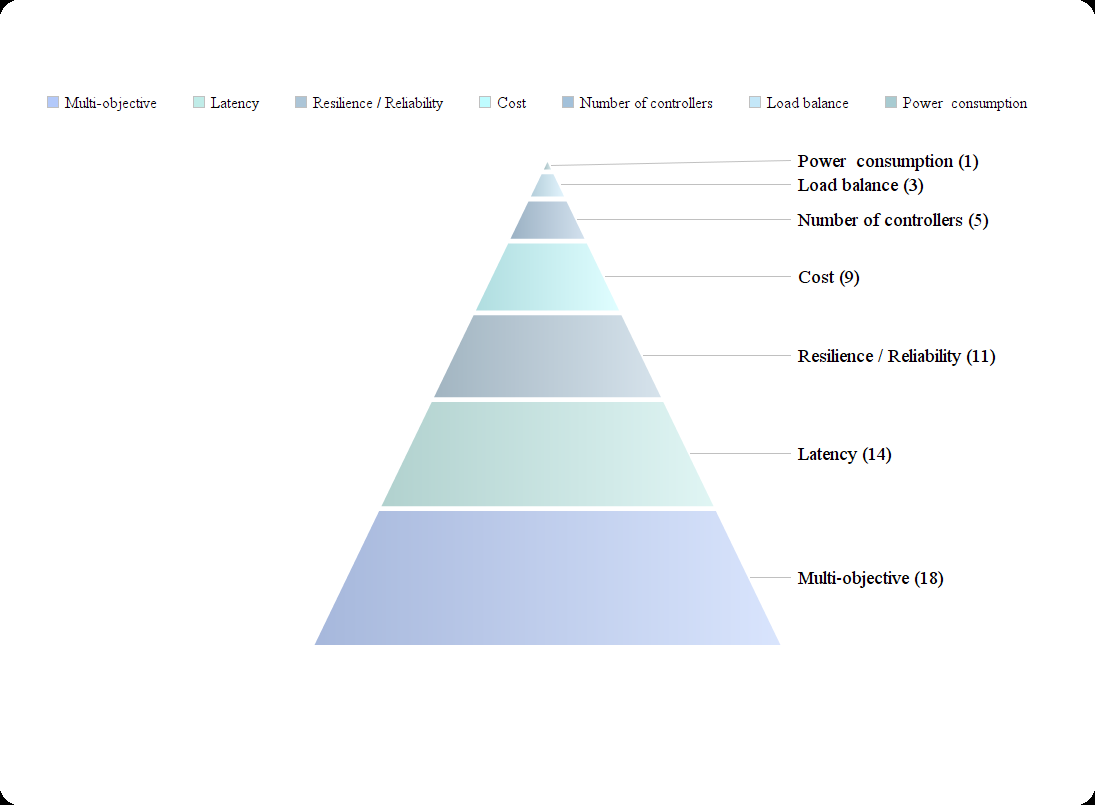 Multi-objective Latency Resilience / Reliability Cost Number of controllers Load balance Power  consumption
Power  consumption (1)
Load balance (3)
Number of controllers (5)
Cost (9)
Resilience / Reliability (11)
Latency (14)
Multi-objective (18)